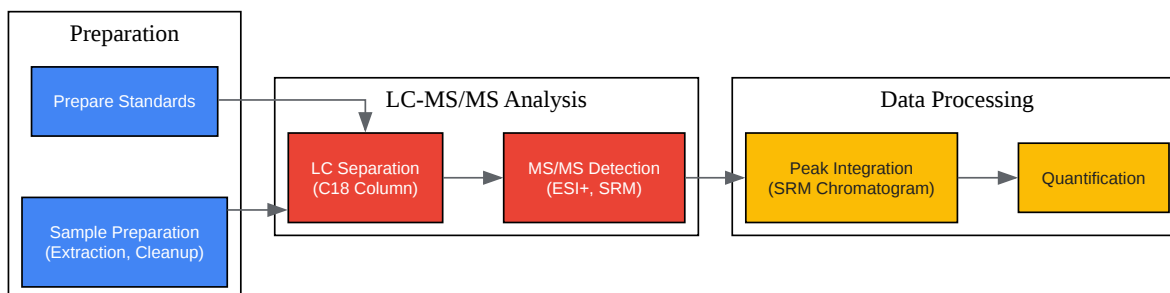 Preparation
Prepare Standards
Sample Preparation
(Extraction, Cleanup)
LC-MS/MS Analysis
LC Separation
(C18 Column)
MS/MS Detection
(ESI+, SRM)
Data Processing
Peak Integration
(SRM Chromatogram)
Quantification